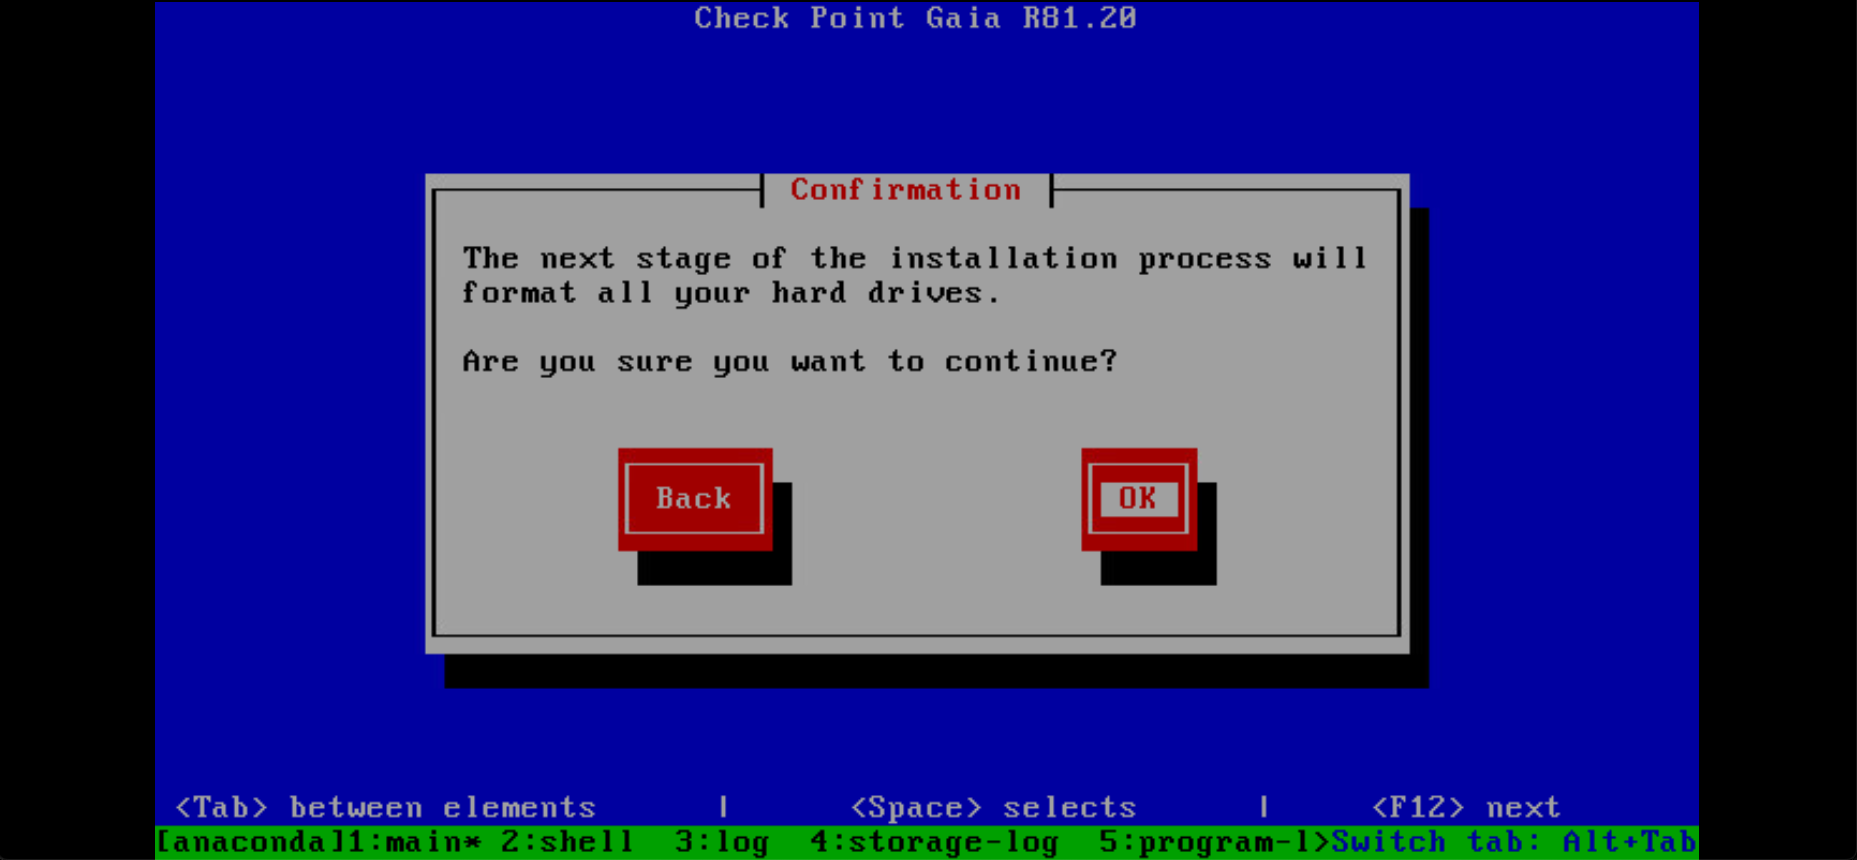 Check Point Gaia R81.20
Confirmation
The next stage of the installation process will
format all your hard drives.
Are you sure you want to continue?
Back OK
<Tab> between elements | <Space> selects | <F12> next
[anaconda]1:main* 2:shell 3:log 4:storage-log 5:program-l>Switch tab: Alt+Tab